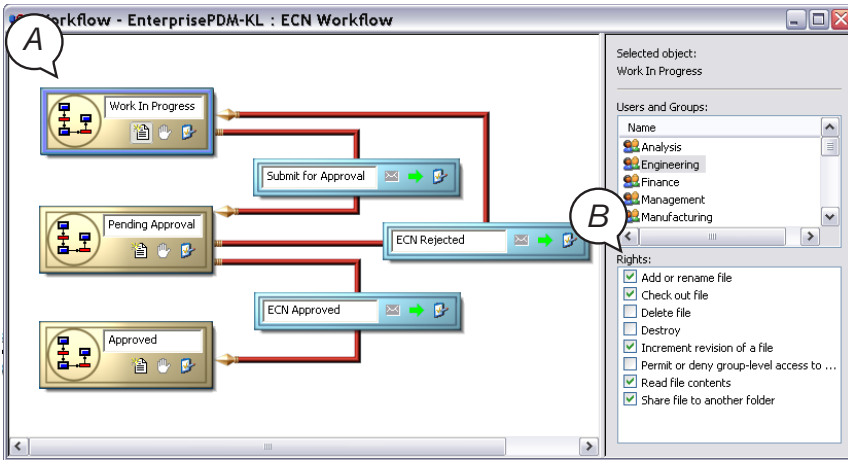 Workflow - EnterprisePDM-KL : ECN Workflow
A
Work In Progress
Submit for Approval
Pending Approval
ECN Rejected
ECN Approved
Approved
Selected object:
Work In Progress
Users and Groups:
Name
Analysis
Engineering
Finance
Management
Manufacturing
B
Rights:
Add or rename file
Check out file
Delete file
Destroy
Increment revision of a file
Permit or deny group-level access to ...
Read file contents
Share file to another folder